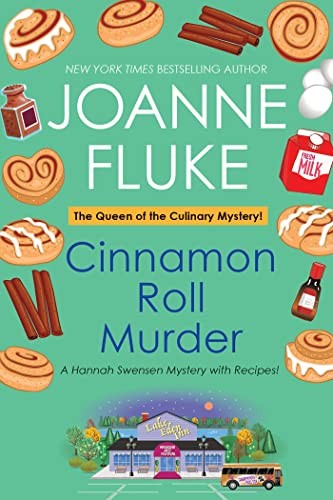 FRESH
MILK
NEW YORK TIMES BESTSELLING AUTHOR
JOANNE
FLUKE
The Queen of the Culinary Mystery!
Cinnamon
Roll
Murder
A Hannah Swensen Mystery with Recipes!
Lake
Eden
Inn